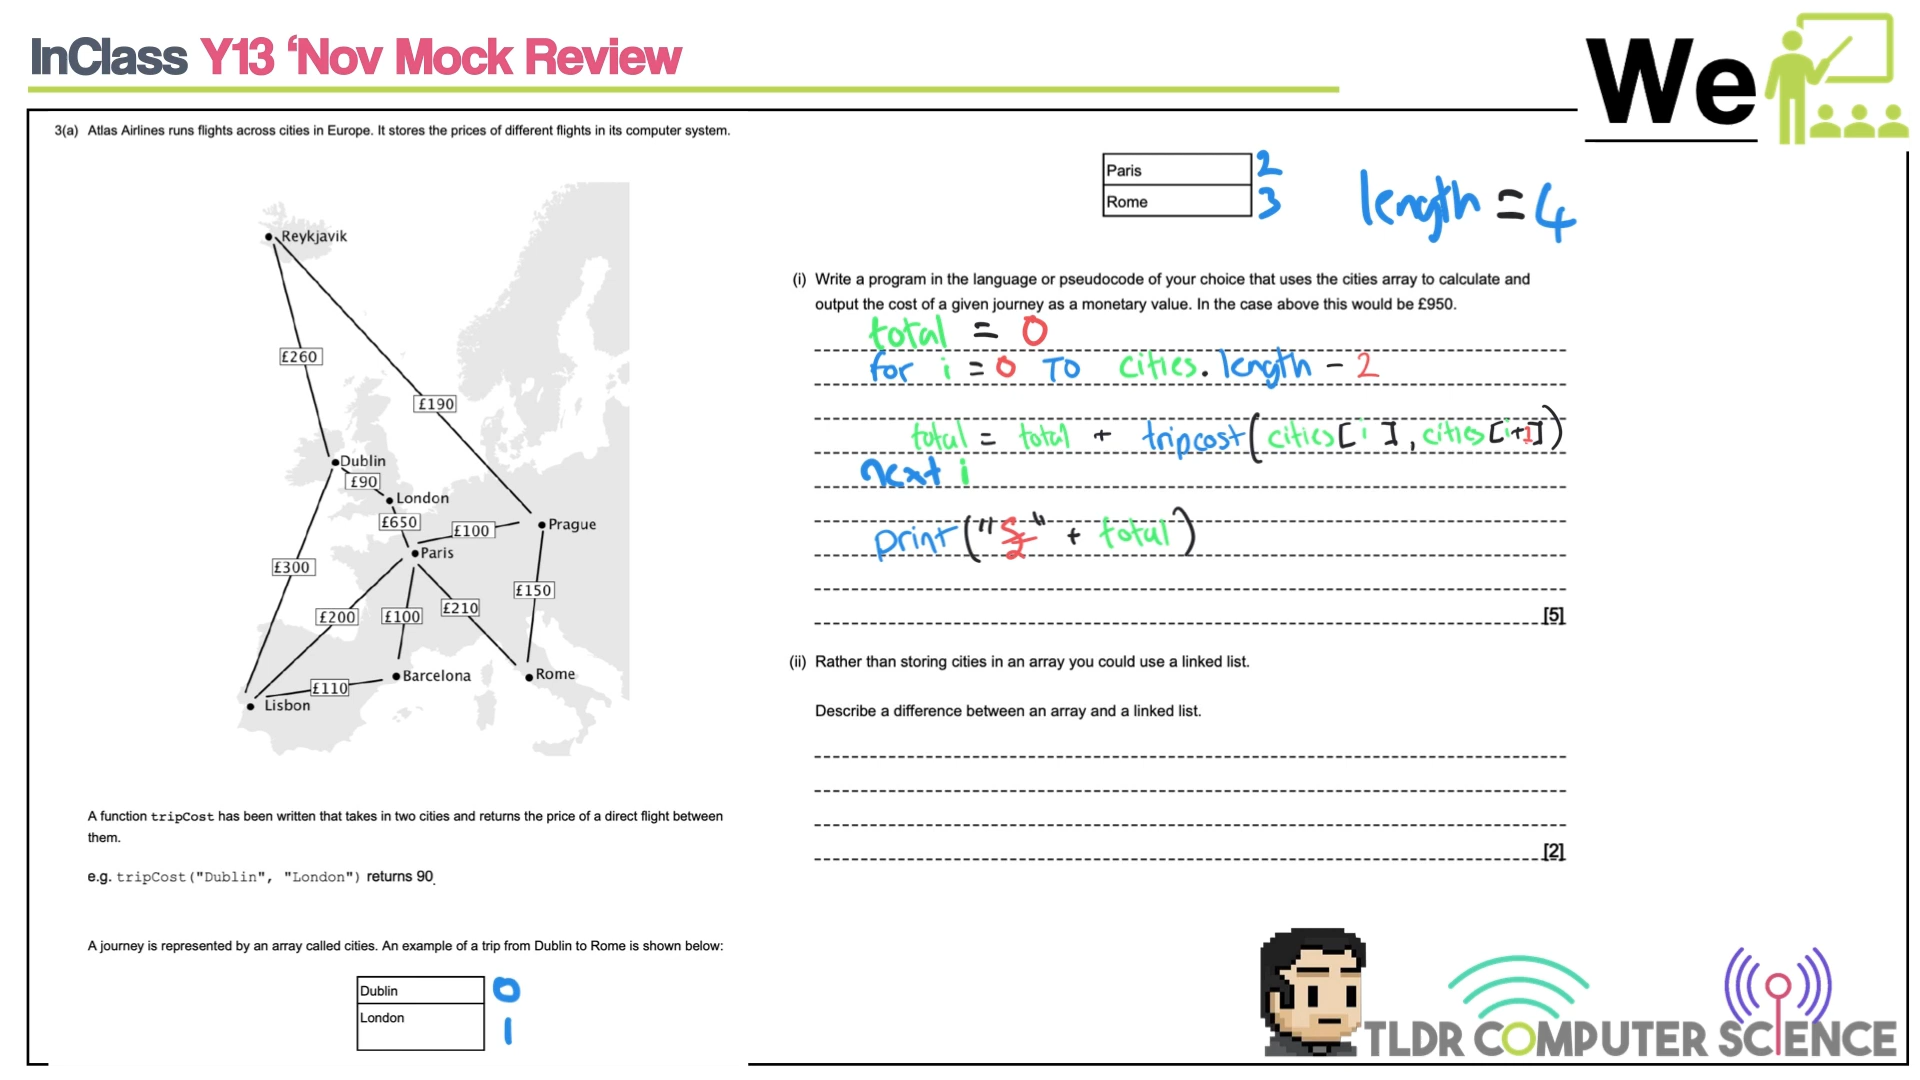 InClass Y13 ‘Nov Mock Review
We
3(a) Atlas Airlines runs flights across cities in Europe. It stores the prices of different flights in its computer system.
Reykjavik
£260
£190
Dublin
£90
London
£650
£100
Prague
Paris
£300
£150
£200
£100
£210
Barcelona
Rome
£110
Lisbon
A function tripCost has been written that takes in two cities and returns the price of a direct flight between
them.
e.g. tripCost("Dublin", "London") returns 90.
A journey is represented by an array called cities. An example of a trip from Dublin to Rome is shown below:
Dublin 0
London 1
Paris 2
Rome 3
length = 4
(i) Write a program in the language or pseudocode of your choice that uses the cities array to calculate and
output the cost of a given journey as a monetary value. In the case above this would be £950.
total = 0
for i = 0 TO cities.length - 2
total = total + tripcost(cities[i], cities[i+1])
next i
print("£" + total)
[5]
(ii) Rather than storing cities in an array you could use a linked list.
Describe a difference between an array and a linked list.
[2]
TLDR COMPUTER SCIENCE